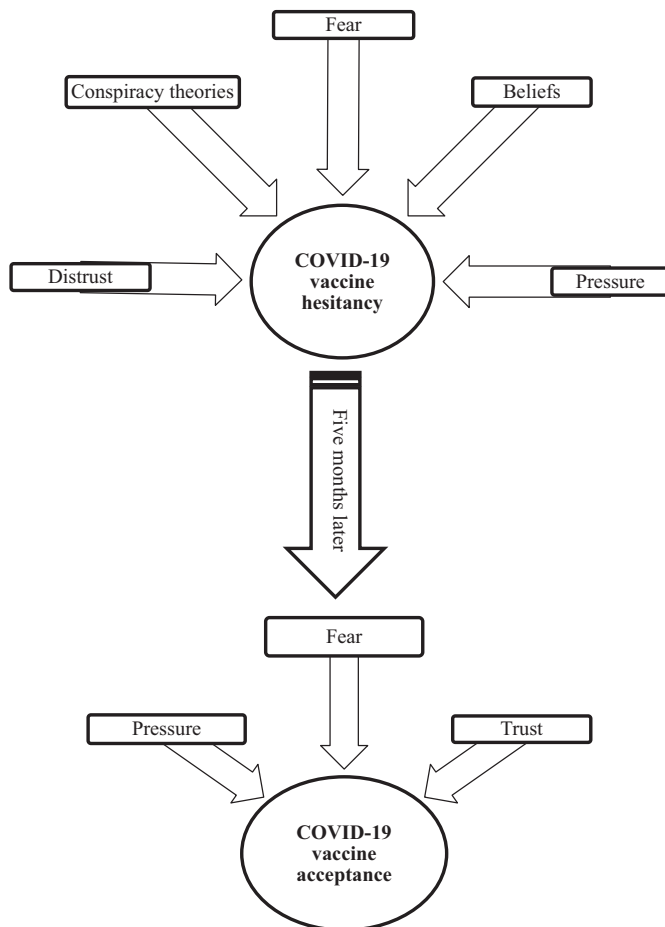 Fear
Conspiracy theories
Beliefs
Distrust
COVID-19
vaccine
hesitancy
Pressure
Five months later
Fear
Pressure
Trust
COVID-19
vaccine
acceptance